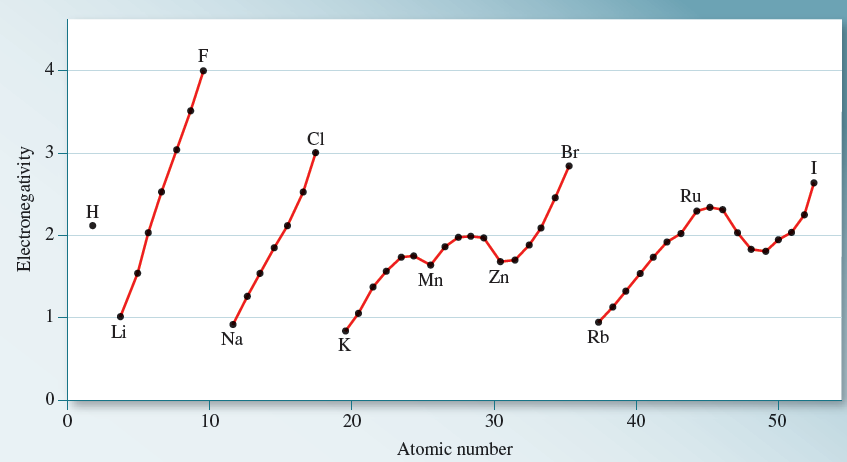 F
4
Cl
Br
3
I
Ru
H
2
Mn
Zn
Li
Na
K
Rb
1
0
Electronegativity
0 10 20 30 40 50
Atomic number